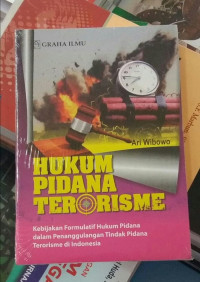 GRAHA ILMU
Ari Wibowo
HUKUM
PIDANA
TERORISME
Kebijakan Formulatif Hukum Pidana
dalam Penanggulangan Tindak Pidana
Terorisme di Indonesia